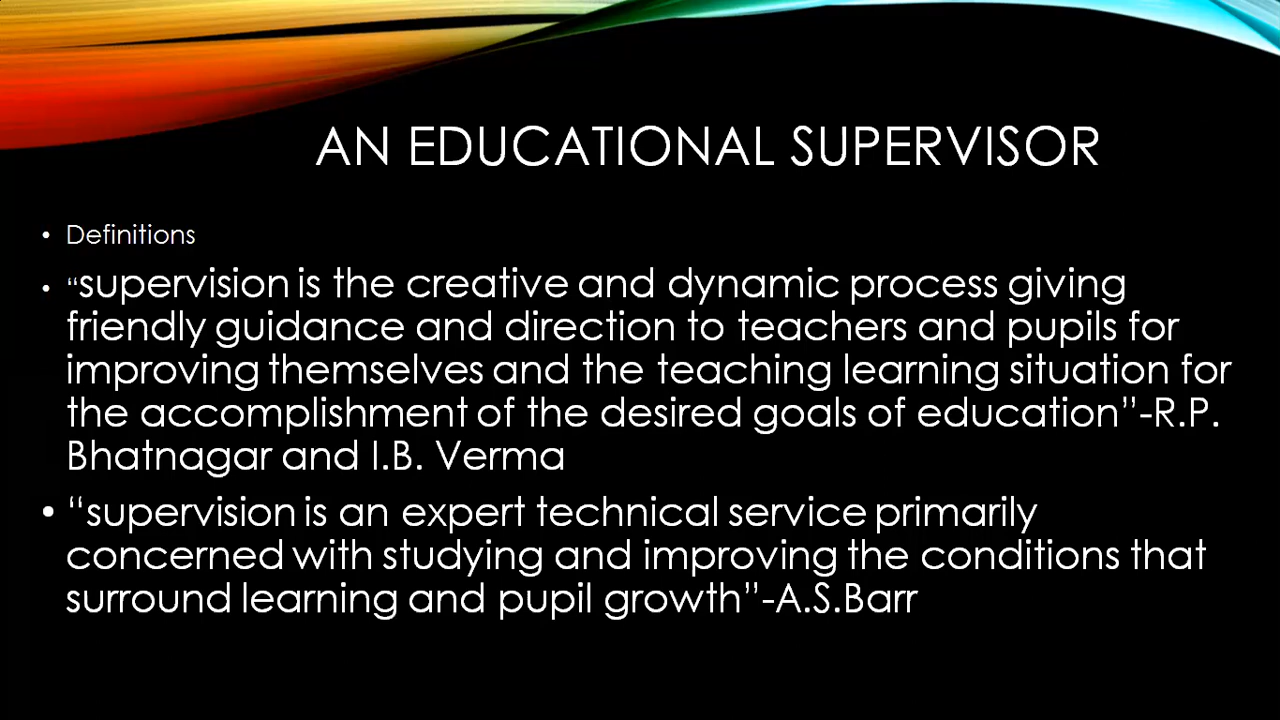 AN EDUCATIONAL SUPERVISOR
• Definitions
• “supervision is the creative and dynamic process giving
friendly guidance and direction to teachers and pupils for
improving themselves and the teaching learning situation for
the accomplishment of the desired goals of education”-R.P.
Bhatnagar and I.B. Verma
• “supervision is an expert technical service primarily
concerned with studying and improving the conditions that
surround learning and pupil growth”-A.S.Barr